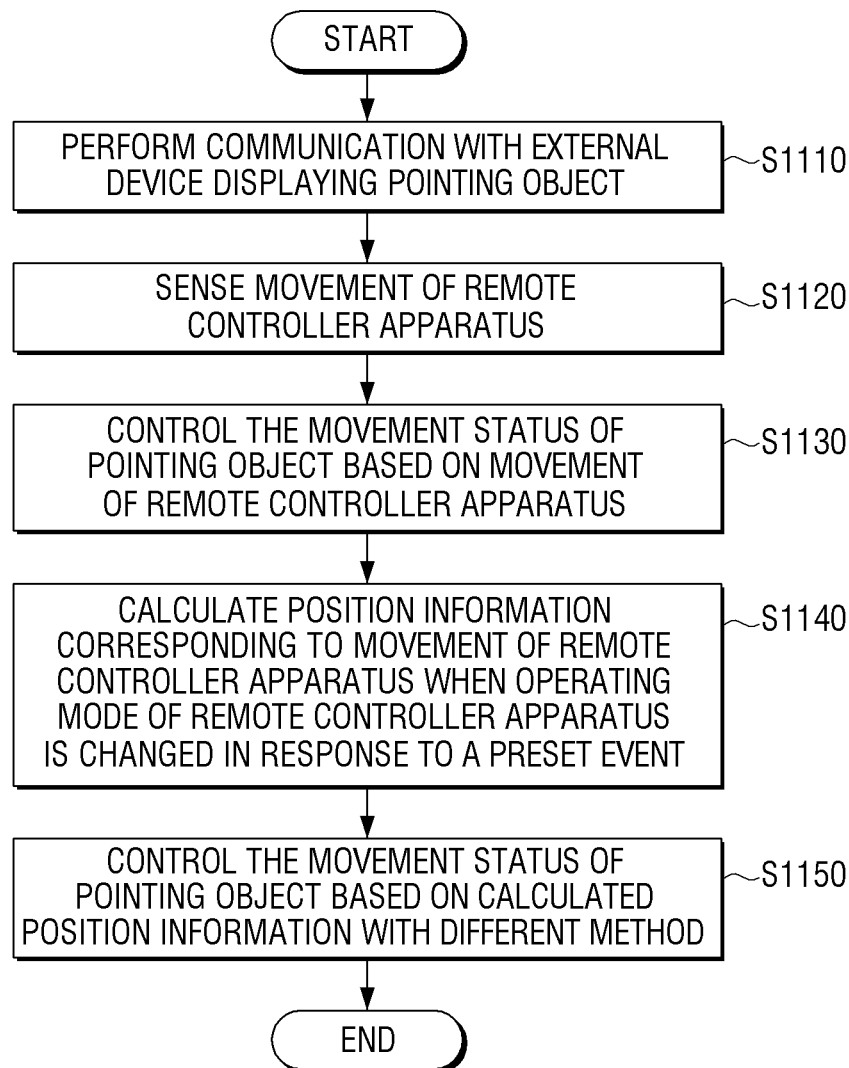 START
PERFORM COMMUNICATION WITH EXTERNAL
DEVICE DISPLAYING POINTING OBJECT
S1110
SENSE MOVEMENT OF REMOTE
CONTROLLER APPARATUS
S1120
CONTROL THE MOVEMENT STATUS OF
POINTING OBJECT BASED ON MOVEMENT
OF REMOTE CONTROLLER APPARATUS
S1130
CALCULATE POSITION INFORMATION
CORRESPONDING TO MOVEMENT OF REMOTE
CONTROLLER APPARATUS WHEN OPERATING
MODE OF REMOTE CONTROLLER APPARATUS
IS CHANGED IN RESPONSE TO A PRESET EVENT
S1140
CONTROL THE MOVEMENT STATUS OF
POINTING OBJECT BASED ON CALCULATED
POSITION INFORMATION WITH DIFFERENT METHOD
S1150
END